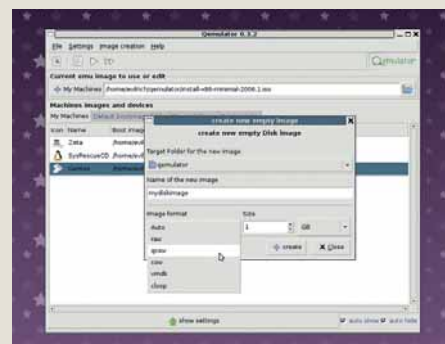 Qemulator 0.3.2
File Settings Image creation Help
Qemulator
Current emu image to use or edit
My Machines
Machines images and devices
My Machines
Icon Name Boot image
Zeta
SysRescueCD
create new empty image
create new empty Disk Image
Target Folder for the new image
qemulator
Name of the new image
mydiskimage
Image format
Size
Auto
1 GB
raw
qcow
create Close
cow
vmdk
cloop
show settings
auto show auto hide